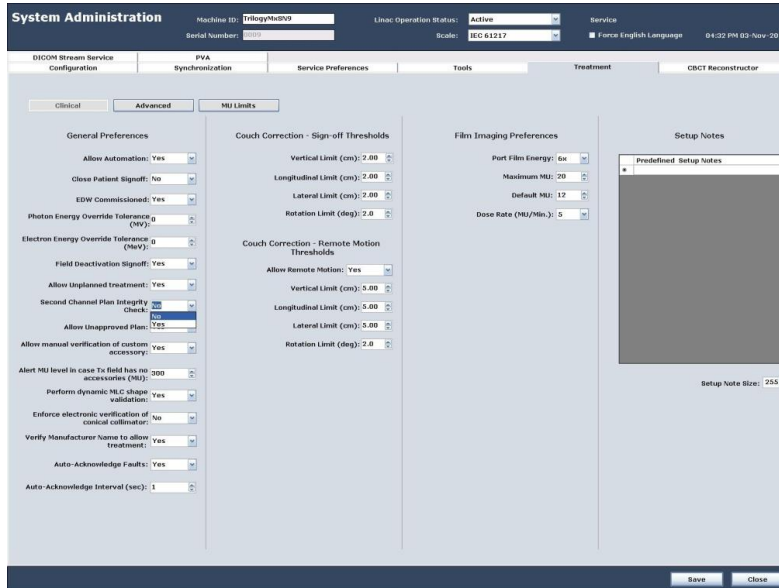 System Administration
Machine ID: TrilogyMxSN9
Linac Operation Status: Active
Service
Serial Number: 0009
Scale: IEC 61217
Force English Language
04:32 PM 03-Nov-20
DICOM Stream Service
PVA
Configuration
Synchronization
Service Preferences
Tools
Treatment
CBCT Reconstructor
Clinical
Advanced
MU Limits
General Preferences
Allow Automation: Yes
Close Patient Signoff: No
EDW Commissioned: Yes
Photon Energy Override Tolerance
(MV): 0
Electron Energy Override Tolerance
(MeV): 0
Field Deactivation Signoff: Yes
Allow Unplanned treatment: Yes
Second Channel Plan Integrity
Check: No
No
Yes
Allow Unapproved Plan:
Allow manual verification of custom
accessory: Yes
Alert MU level in case Tx field has no
accessories (MU): 300
Perform dynamic MLC shape
validation: Yes
Enforce electronic verification of
conical collimator: No
Verify Manufacturer Name to allow
treatment: Yes
Auto-Acknowledge Faults: Yes
Auto-Acknowledge Interval (sec): 1
Couch Correction - Sign-off Thresholds
Vertical Limit (cm): 2.00
Longitudinal Limit (cm): 2.00
Lateral Limit (cm): 2.00
Rotation Limit (deg): 2.0
Couch Correction - Remote Motion
Thresholds
Allow Remote Motion: Yes
Vertical Limit (cm): 5.00
Longitudinal Limit (cm): 5.00
Lateral Limit (cm): 5.00
Rotation Limit (deg): 2.0
Film Imaging Preferences
Port Film Energy: 6x
Maximum MU: 20
Default MU: 12
Dose Rate (MU/Min.): 5
Setup Notes
Predefined Setup Notes
*
Setup Note Size: 255
Save
Close